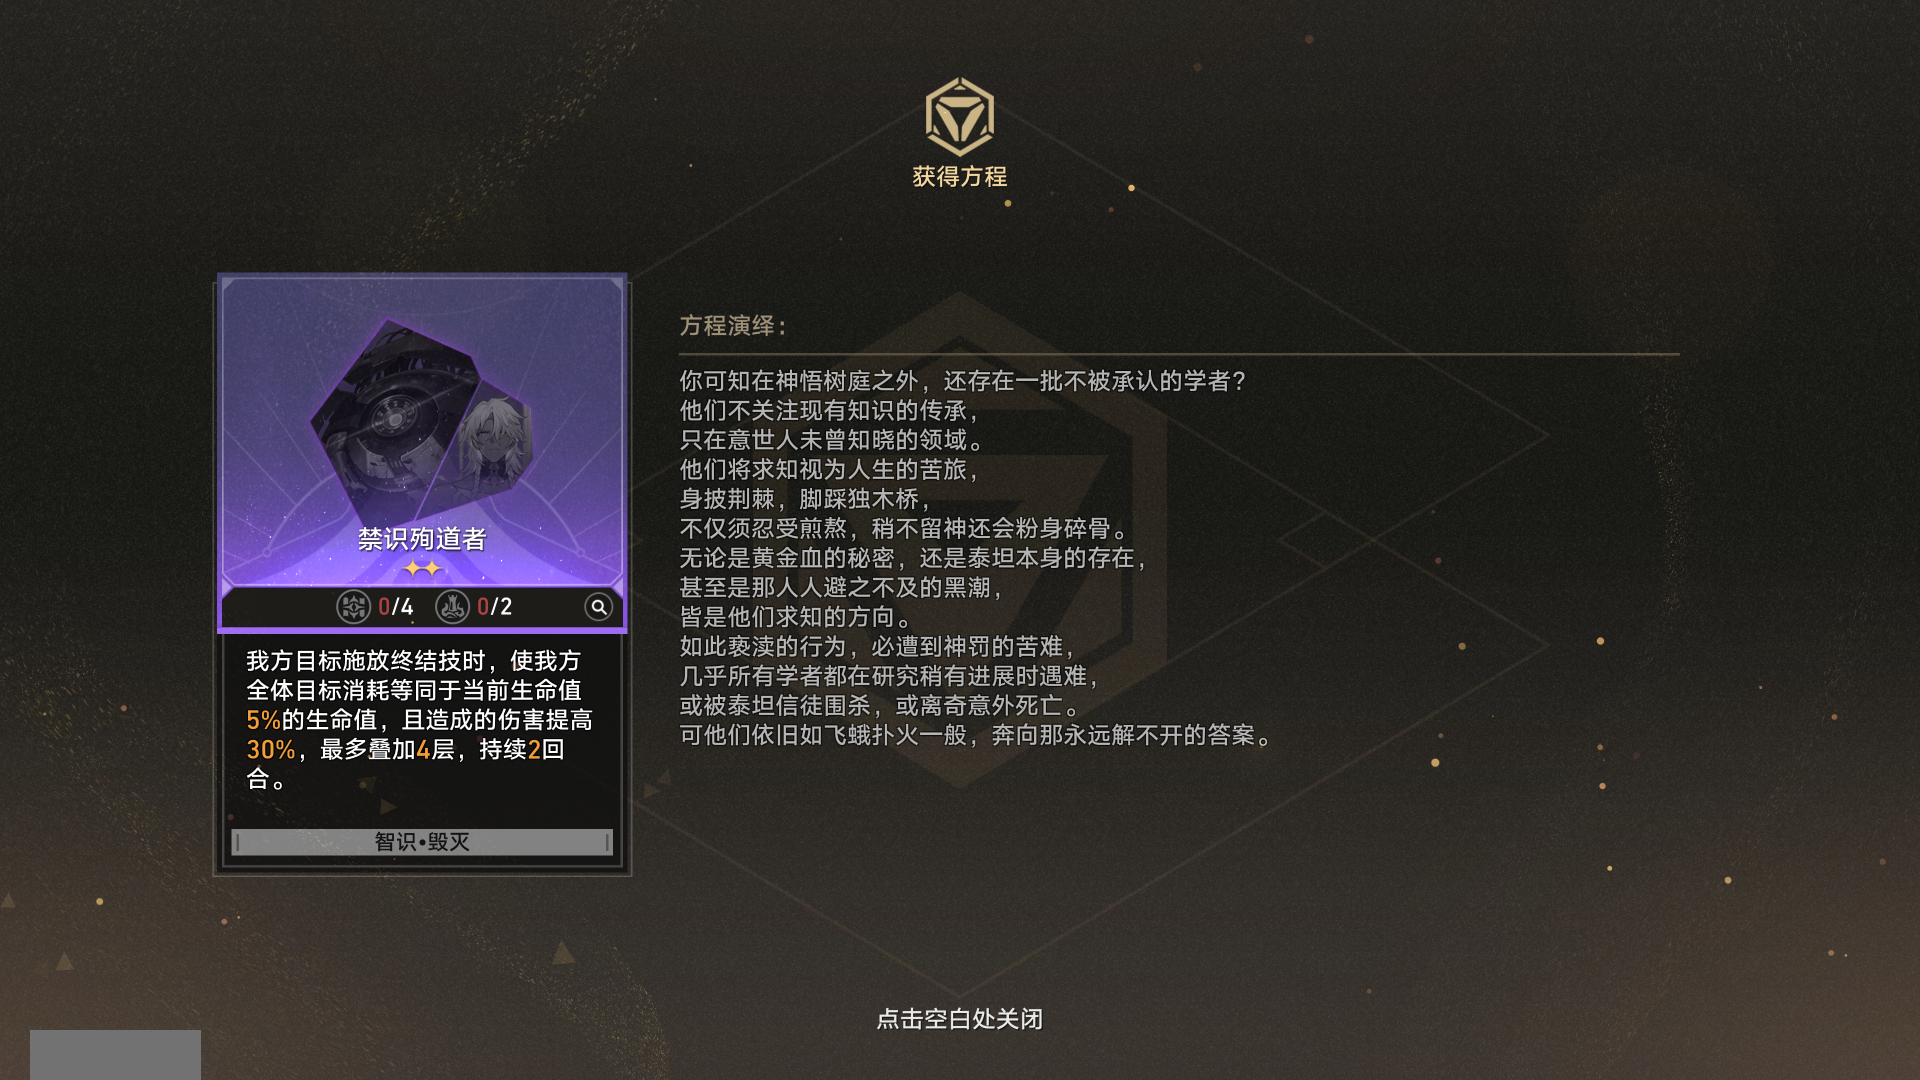 获得方程
禁识殉道者
0/4 0/2
我方目标施放终结技时，使我方
全体目标消耗等同于当前生命值
5%的生命值，且造成的伤害提高
30%，最多叠加4层，持续2回
合。
智识•毁灭
方程演绎：
你可知在神悟树庭之外，还存在一批不被承认的学者？
他们不关注现有知识的传承，
只在意世人未曾知晓的领域。
他们将求知视为人生的苦旅，
身披荆棘，脚踩独木桥，
不仅须忍受煎熬，稍不留神还会粉身碎骨。
无论是黄金血的秘密，还是泰坦本身的存在，
甚至是那人人避之不及的黑潮，
皆是他们求知的方向。
如此亵渎的行为，必遭到神罚的苦难，
几乎所有学者都在研究稍有进展时遇难，
或被泰坦信徒围杀，或离奇意外死亡。
可他们依旧如飞蛾扑火一般，奔向那永远解不开的答案。
点击空白处关闭